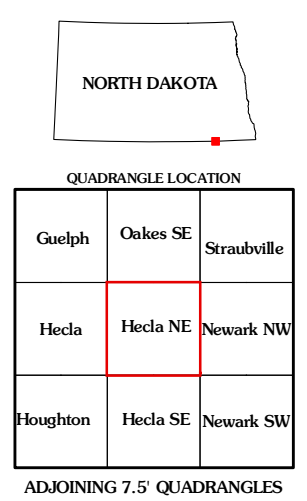 NORTH DAKOTA
QUADRANGLE LOCATION
Guelph
Oakes SE
Straubville
Hecla
Hecla NE
Newark NW
Houghton
Hecla SE
Newark SW
ADJOINING 7.5' QUADRANGLES